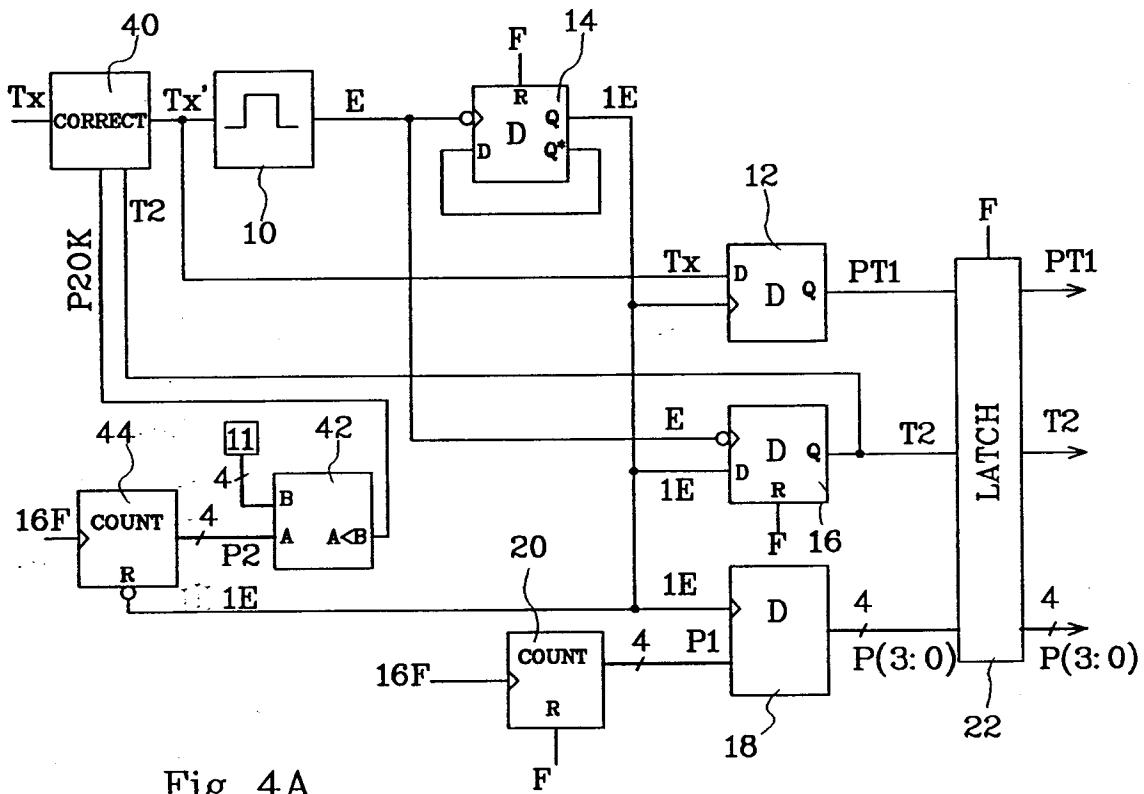 40
Tx
CORRECT
Tx'
10
E
F
14
R
D
Q
D
Q*
1E
P20K
T2
12
Tx
D
D
Q
PT1
F
PT1
44
11
4
42
B
A
A<B
16F
COUNT
R
4
P2
1E
E
1E
D
D
Q
R
F
16
T2
LATCH
T2
20
16F
COUNT
R
F
4
P1
1E
D
18
4
P(3:0)
4
P(3:0)
22
Fig 4A